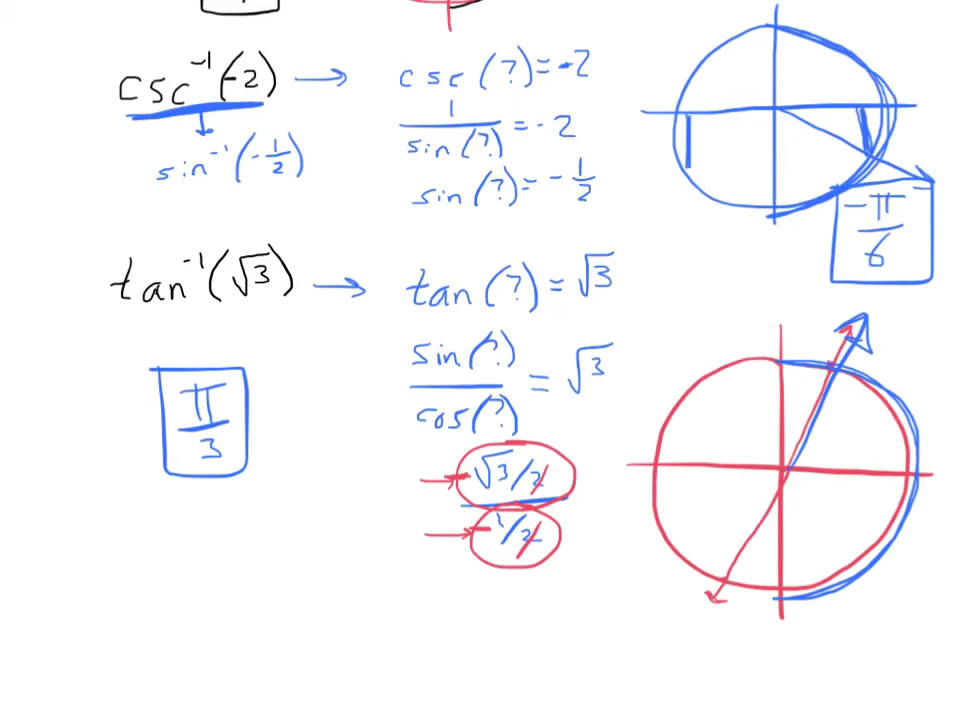 csc⁻¹(-2) → csc(?) = -2
1/sin(?) = -2
sin⁻¹(-1/2)
sin(?) = -1/2
-π/6
tan⁻¹(√3) → tan(?) = √3
sin(?)/cos(?) = √3
π/3
-√3/2
-1/2